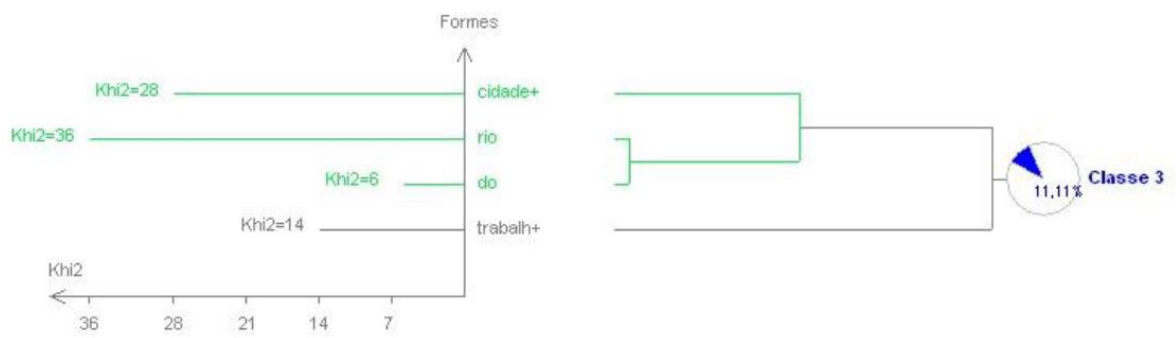 Formes
Khi2=28 cidade+
Khi2=36 rio
Khi2=6 do
11,11% Classe 3
Khi2=14 trabalh+
Khi2
36 28 21 14 7